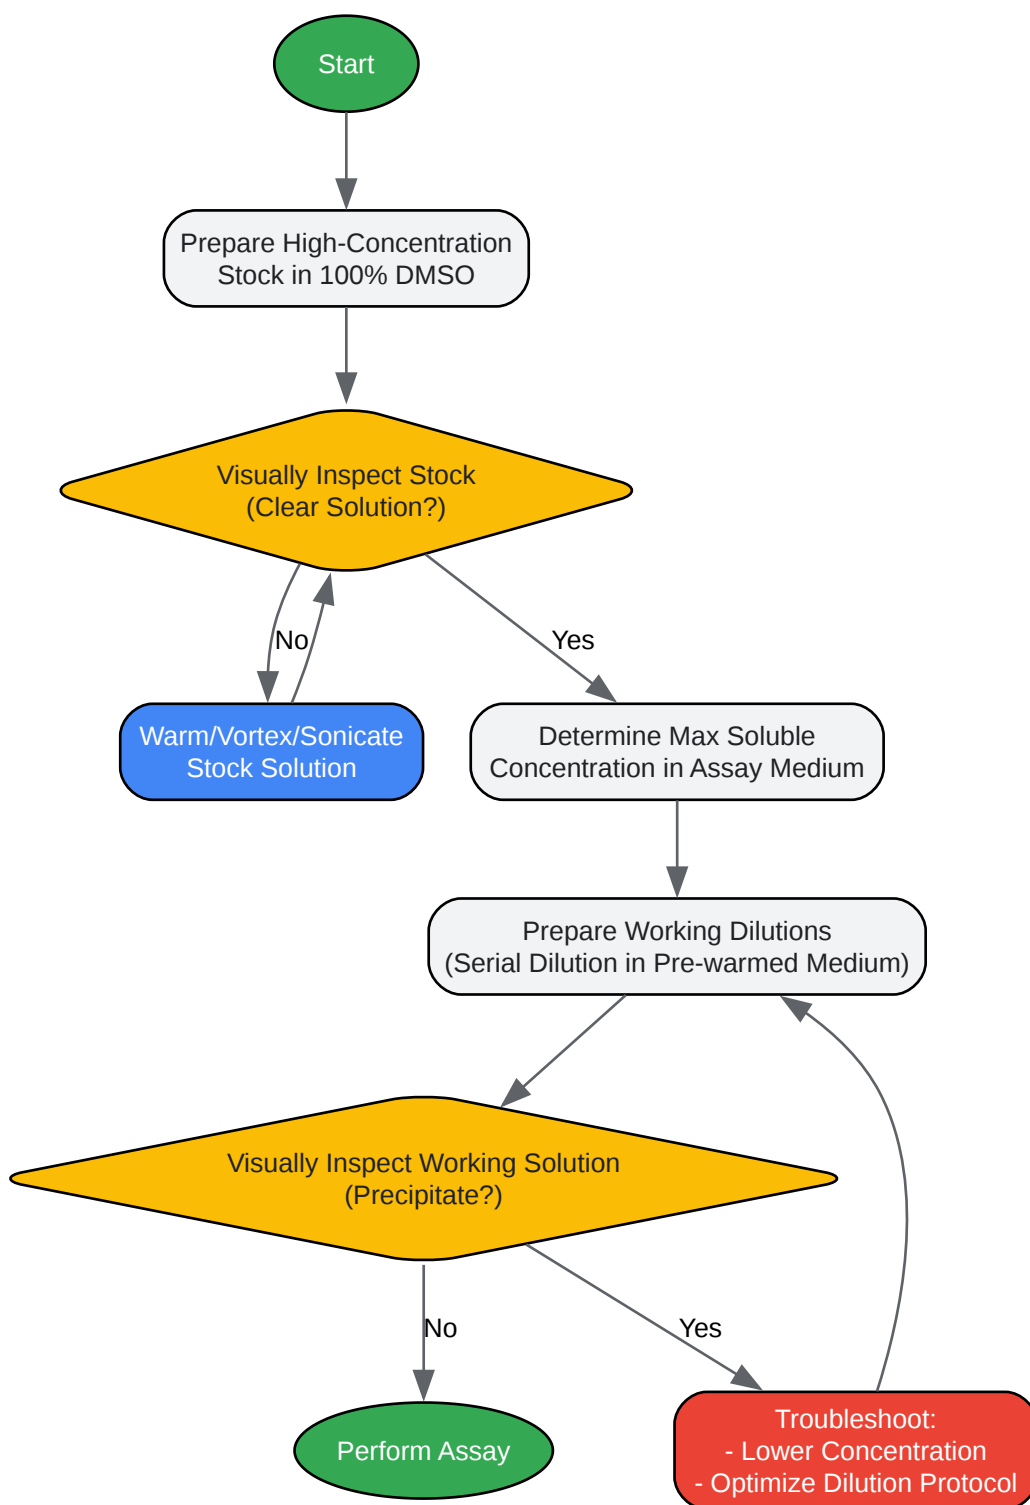 Start
Prepare High-Concentration
Stock in 100% DMSO
Visually Inspect Stock
(Clear Solution?)
No
Yes
Warm/Vortex/Sonicate
Stock Solution
Determine Max Soluble
Concentration in Assay Medium
Prepare Working Dilutions
(Serial Dilution in Pre-warmed Medium)
Visually Inspect Working Solution
(Precipitate?)
No
Yes
Perform Assay
Troubleshoot:
- Lower Concentration
- Optimize Dilution Protocol